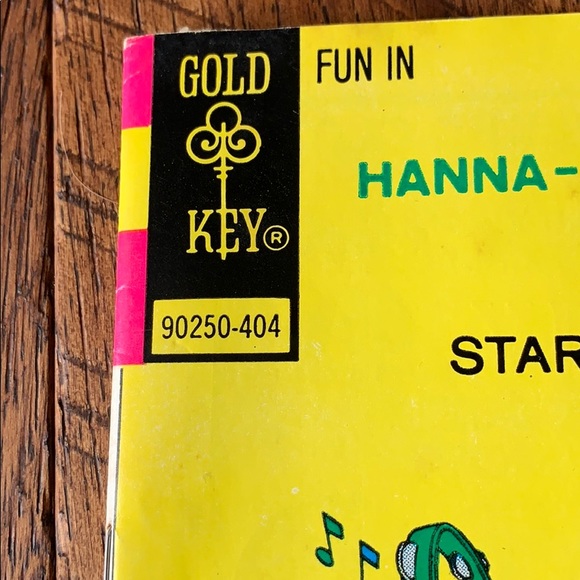 GOLD
KEY®
90250-404
FUN IN
HANNA-
STAR